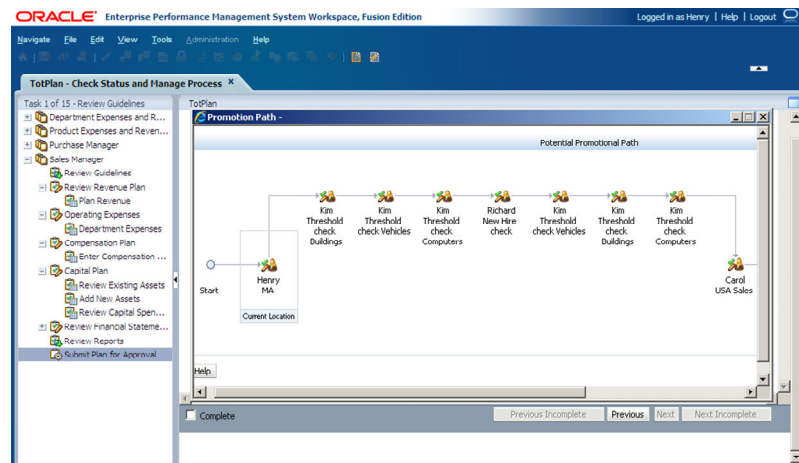 ORACLE Enterprise Performance Management System Workspace, Fusion Edition
Logged in as Henry | Help | Logout
Navigate File Edit View Tools Administration Help
TotPlan - Check Status and Manage Process
Task 1 of 15 - Review Guidelines
Department Expenses and R...
Product Expenses and Reven...
Purchase Manager
Sales Manager
Review Guidelines
Review Revenue Plan
Plan Revenue
Operating Expenses
Department Expenses
Compensation Plan
Enter Compensation ...
Capital Plan
Review Existing Assets
Add New Assets
Review Capital Spen...
Review Financial Stateme...
Review Reports
Submit Plan for Approval
TotPlan
Promotion Path -
Potential Promotional Path
Start
Henry
MA
Current Location
Kim
Threshold
check
Buildings
Kim
Threshold
check Vehicles
Kim
Threshold
check
Computers
Richard
New Hire
check
Kim
Threshold
check Vehicles
Kim
Threshold
check
Buildings
Kim
Threshold
check
Computers
Carol
USA Sales
Help
Complete
Previous Incomplete
Previous
Next
Next Incomplete